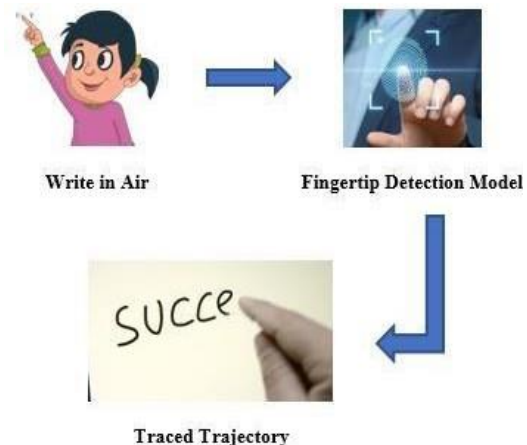 Write in Air
Fingertip Detection Model
succe
Traced Trajectory